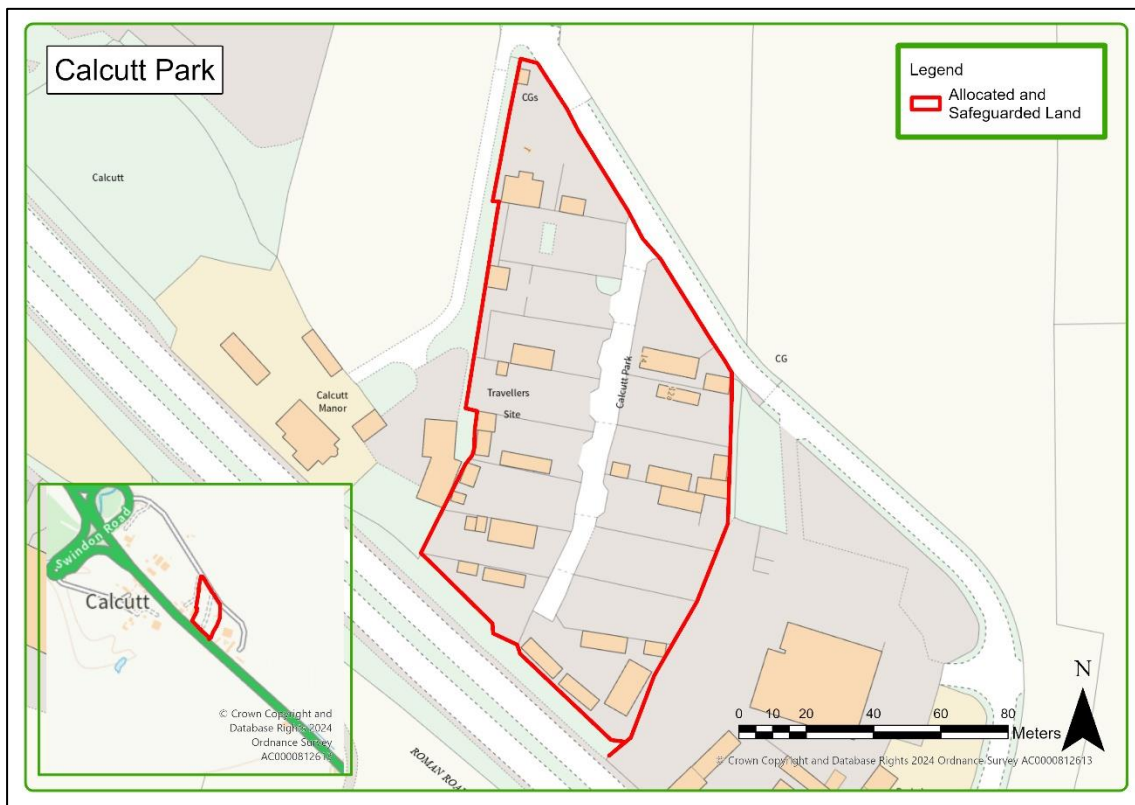 Calcutt Park
Legend
Allocated and
Safeguarded Land
CGs
Calcutt
CG
14
42a
Calcutt Park
Travellers
Site
Calcutt
Manor
Swindon Road
Calcutt
© Crown Copyright and
Database Rights 2024
Ordnance Survey
AC0000812613
ROMAN ROAD
N
0 10 20 40 60 80
Meters
© Crown Copyright and Database Rights 2024 Ordnance Survey AC0000812613